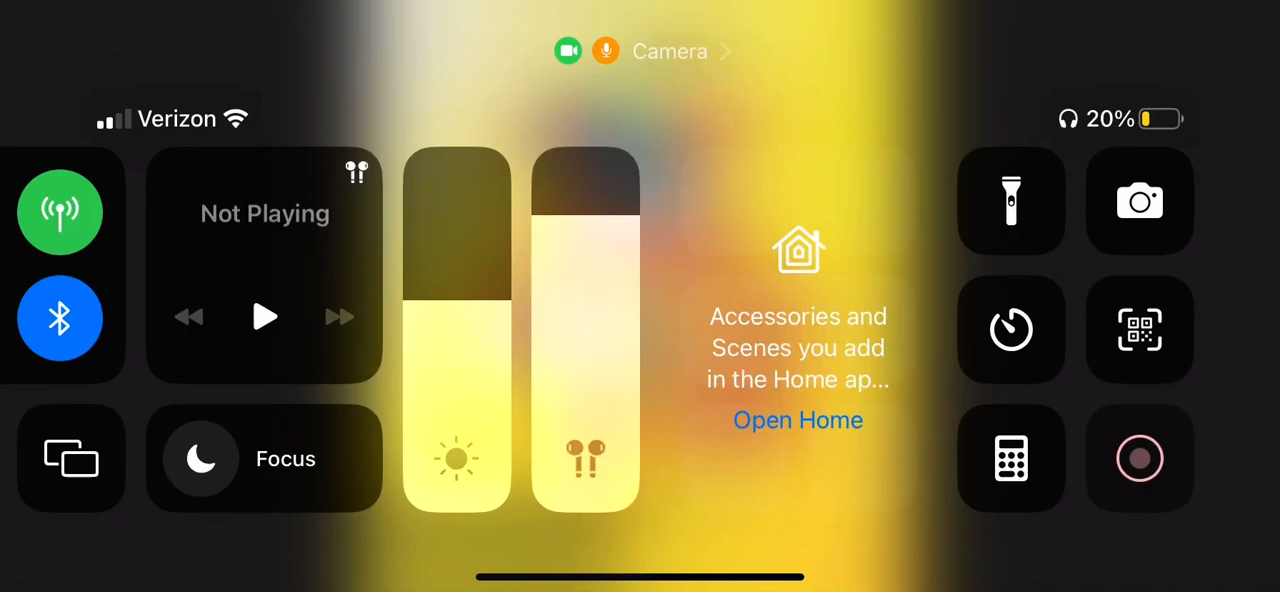 Camera
Verizon
20%
Not Playing
Accessories and
Scenes you add
in the Home ap...
Open Home
Focus